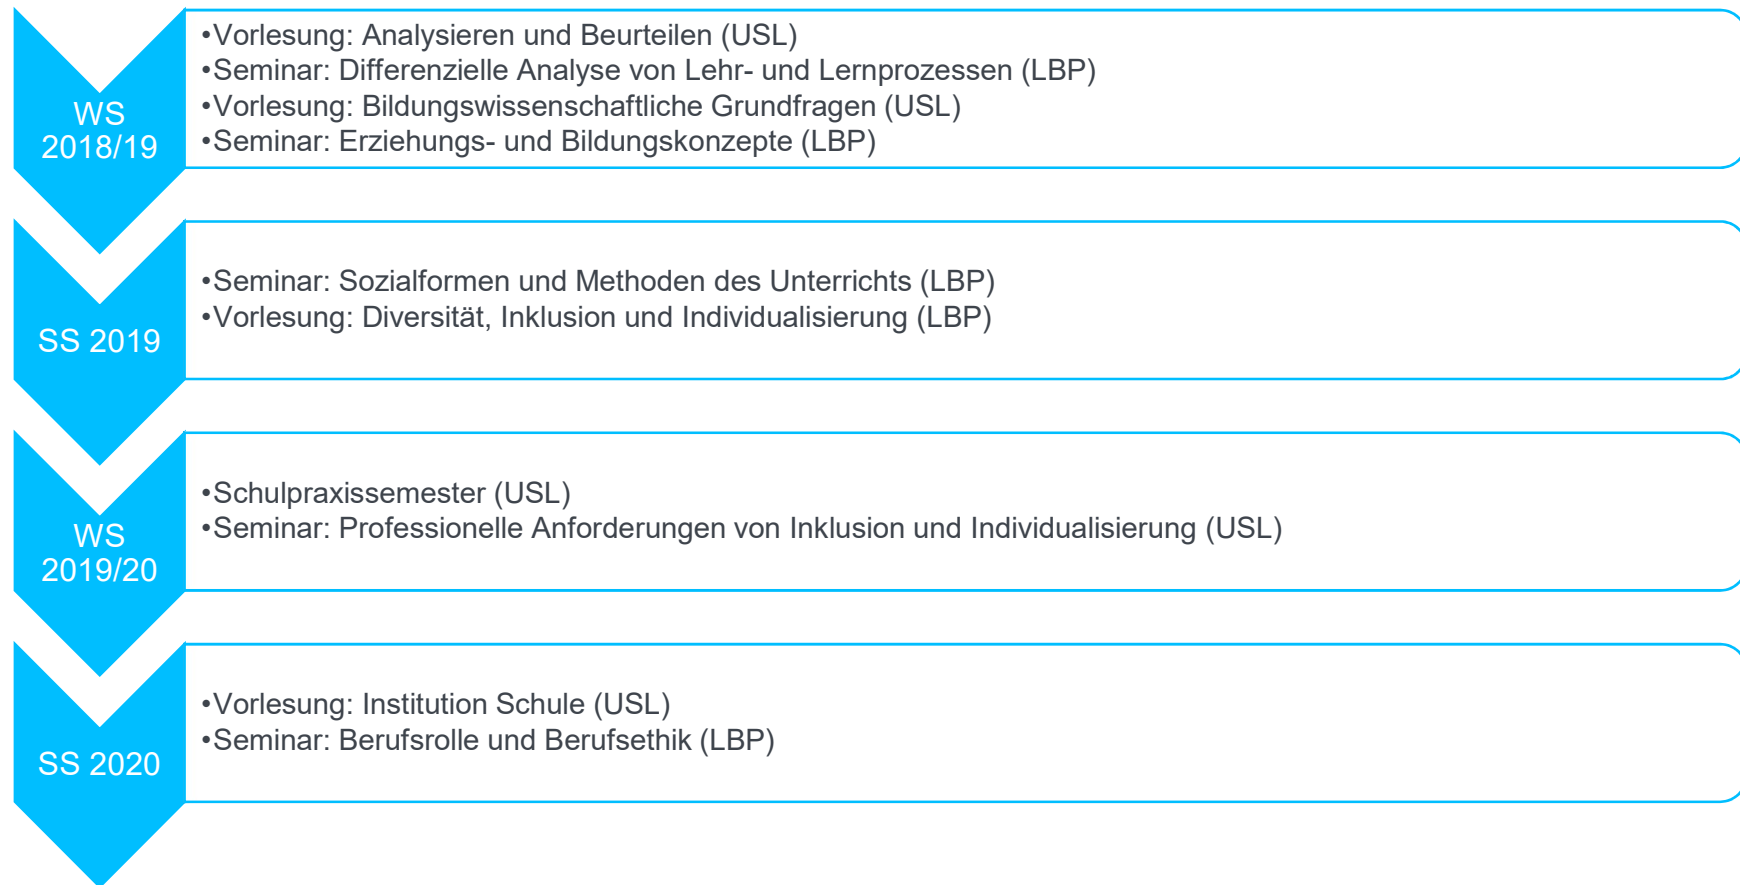 WS
2018/19
•Vorlesung: Analysieren und Beurteilen (USL)
•Seminar: Differenzielle Analyse von Lehr- und Lernprozessen (LBP)
•Vorlesung: Bildungswissenschaftliche Grundfragen (USL)
•Seminar: Erziehungs- und Bildungskonzepte (LBP)
SS 2019
•Seminar: Sozialformen und Methoden des Unterrichts (LBP)
•Vorlesung: Diversität, Inklusion und Individualisierung (LBP)
WS
2019/20
•Schulpraxissemester (USL)
•Seminar: Professionelle Anforderungen von Inklusion und Individualisierung (USL)
SS 2020
•Vorlesung: Institution Schule (USL)
•Seminar: Berufsrolle und Berufsethik (LBP)